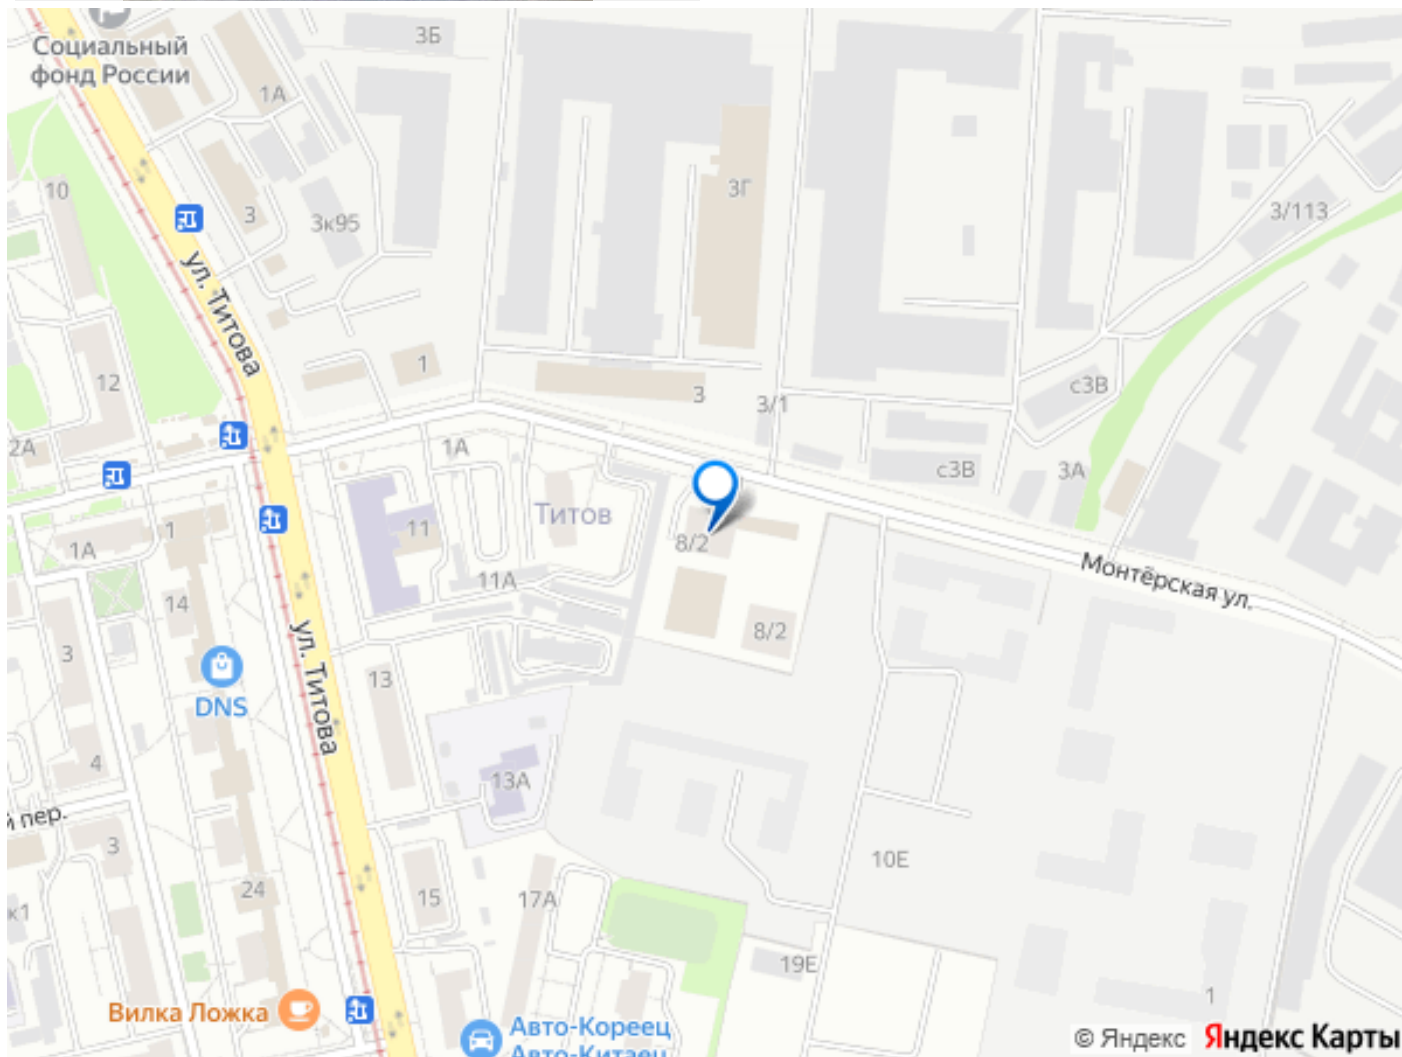 Социальный
фонд России
3Б
1А
10
3
3к95
3Г
3/113
ул. Титова
12
1
3
3/1
с3В
2А
1А
с3В
3А
Титов
11
8/2
1
1А
11А
Монтёрская ул.
14
8/2
ул. Титова
3
13
DNS
4
13А
й пер.
3
10Е
24
15
17А
к1
19Е
1
Вилка Ложка
Авто-Кореец
Авто-Китаец
© Яндекс Яндекс Карты